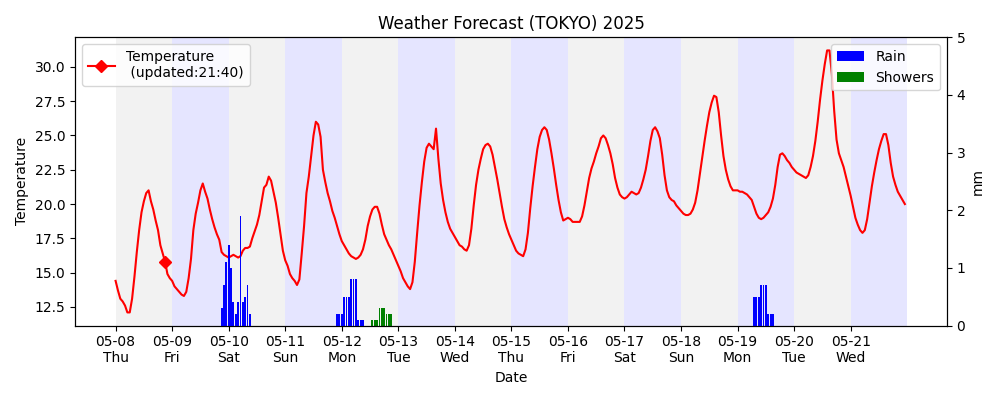 Weather Forecast (TOKYO) 2025
Temperature
(updated:21:40)
Rain
Showers
Temperature
30.0
27.5
25.0
22.5
20.0
17.5
15.0
12.5
5
4
3
2
1
0
mm
05-08 05-09 05-10 05-11 05-12 05-13 05-14 05-15 05-16 05-17 05-18 05-19 05-20 05-21
Thu Fri Sat Sun Mon Tue Wed Thu Fri Sat Sun Mon Tue Wed
Date